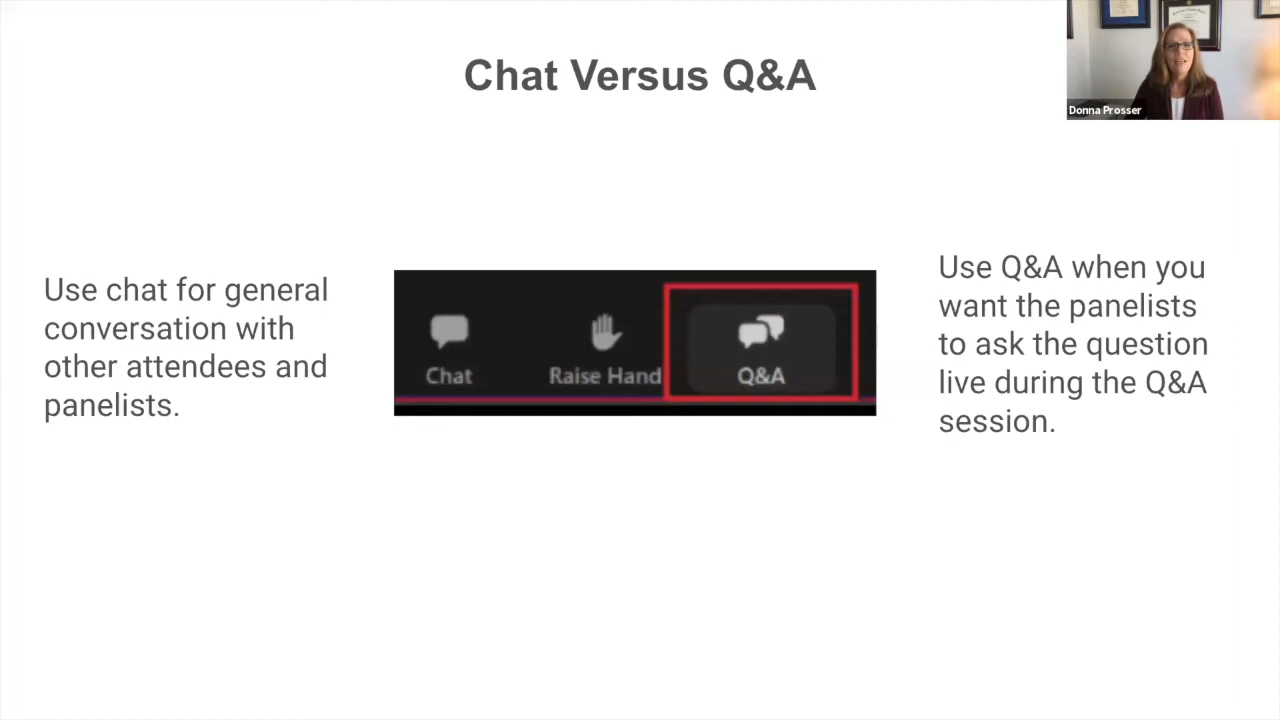 Chat Versus Q&A
Donna Prosser
Use chat for general
conversation with
other attendees and
panelists.
Chat
Raise Hand
Q&A
Use Q&A when you
want the panelists
to ask the question
live during the Q&A
session.